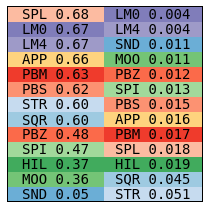 SPL 0.68 LM0 0.004
LM0 0.67 LM4 0.004
LM4 0.67 SND 0.011
APP 0.66 MOO 0.011
PBM 0.63 PBZ 0.012
PBS 0.62 SPI 0.013
STR 0.60 PBS 0.015
SQR 0.60 APP 0.016
PBZ 0.48 PBM 0.017
SPI 0.47 SPL 0.018
HIL 0.37 HIL 0.019
MOO 0.36 SQR 0.045
SND 0.05 STR 0.051